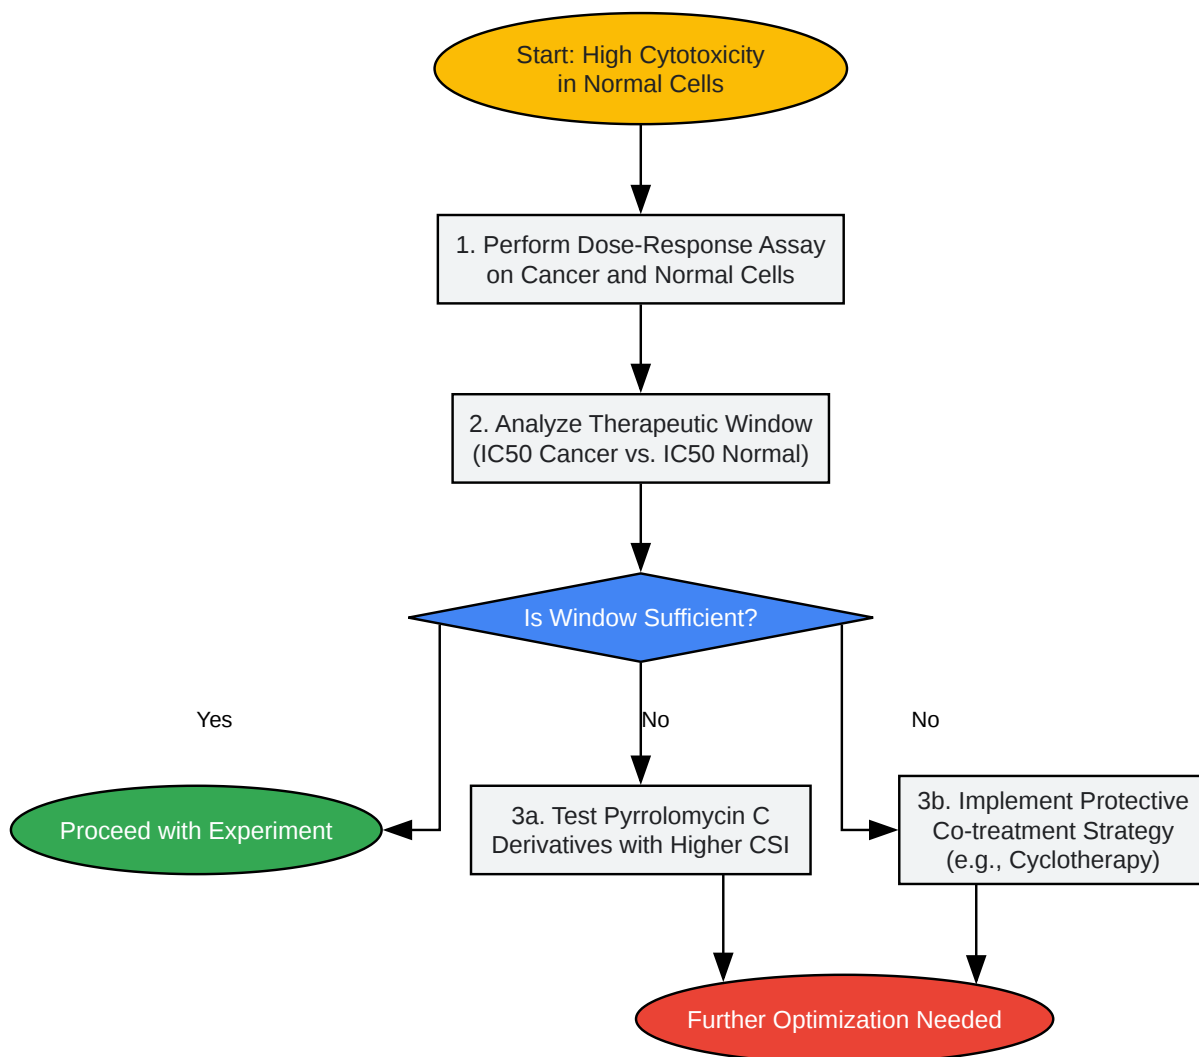 Start: High Cytotoxicity
in Normal Cells
1. Perform Dose-Response Assay
on Cancer and Normal Cells
2. Analyze Therapeutic Window
(IC50 Cancer vs. IC50 Normal)
Is Window Sufficient?
Yes
No
No
Proceed with Experiment
3a. Test Pyrrolomycin C
Derivatives with Higher CSI
3b. Implement Protective
Co-treatment Strategy
(e.g., Cyclotherapy)
Further Optimization Needed